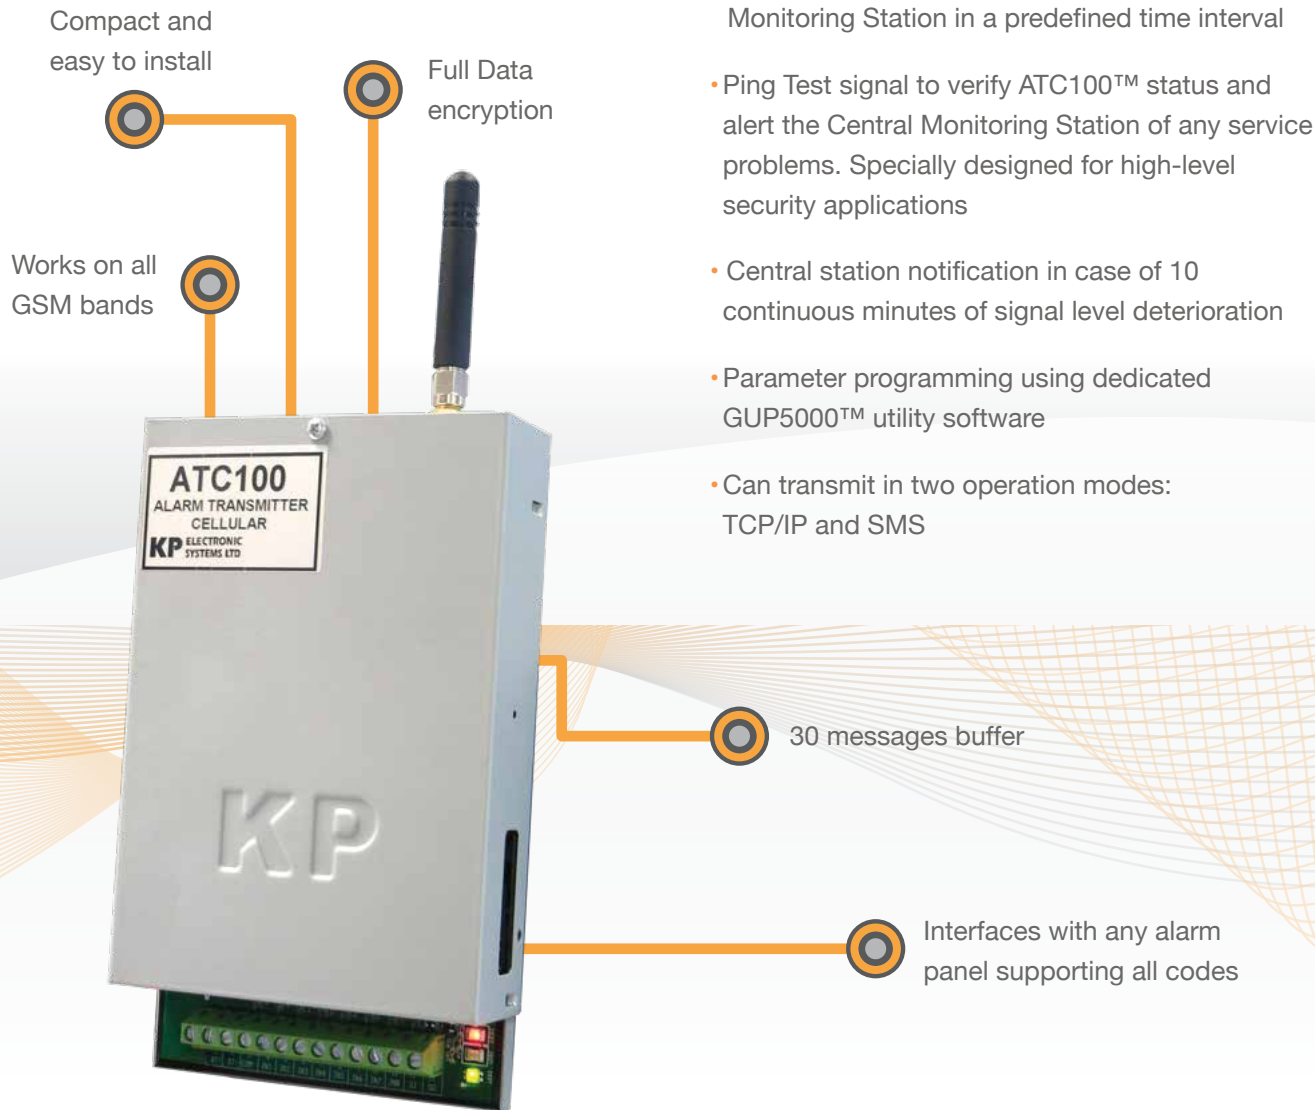 Compact and
easy to install
Full Data
encryption
Works on all
GSM bands
Monitoring Station in a predefined time interval
• Ping Test signal to verify ATC100™ status and
alert the Central Monitoring Station of any service
problems. Specially designed for high-level
security applications
• Central station notification in case of 10
continuous minutes of signal level deterioration
• Parameter programming using dedicated
GUP5000™ utility software
• Can transmit in two operation modes:
TCP/IP and SMS
ATC100
ALARM TRANSMITTER
CELLULAR
KP ELECTRONIC
SYSTEMS LTD
KP
30 messages buffer
Interfaces with any alarm
panel supporting all codes